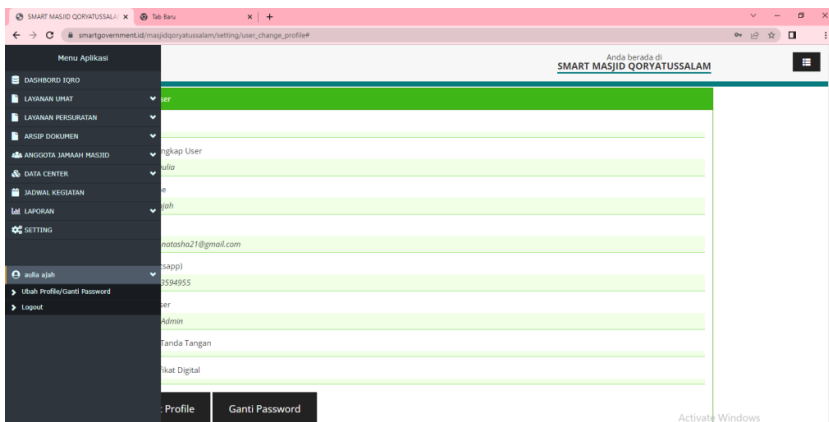 SMART MASJID QORYATUSSALA
Tab Baru
smartgovernment.id/masjidqoryatussalam/setting/user_change_profile#
Menu Aplikasi
Anda berada di
SMART MASJID QORYATUSSALAM
DASHBORD IQRO
LAYANAN UMAT
ser
LAYANAN PERSURATAN
ARSIP DOKUMEN
ANGGOTA JAMAAH MASJID
ngkap User
DATA CENTER
ulia
JADWAL KEGIATAN
e
LAPORAN
jah
SETTING
natasha21@gmail.com
tsapp)
aulia ajah
3594955
Ubah Profile/Ganti Password
Logout
ser
Admin
Tanda Tangan
fikat Digital
Profile
Ganti Password
Activate Windows